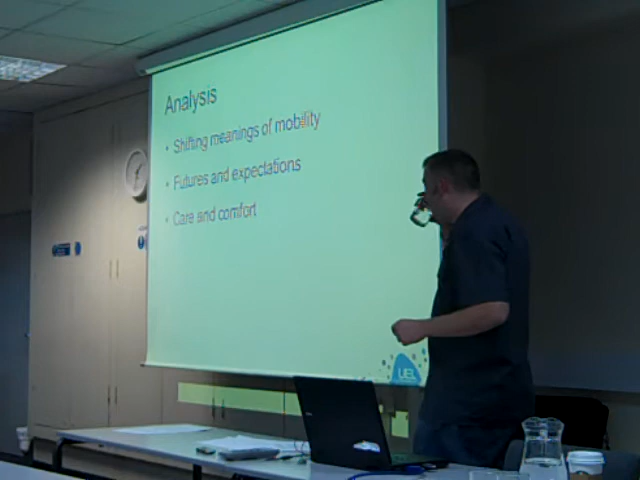 Analysis
• Shifting meanings of mobility
• Futures and expectations
• Care and comfort
UEL